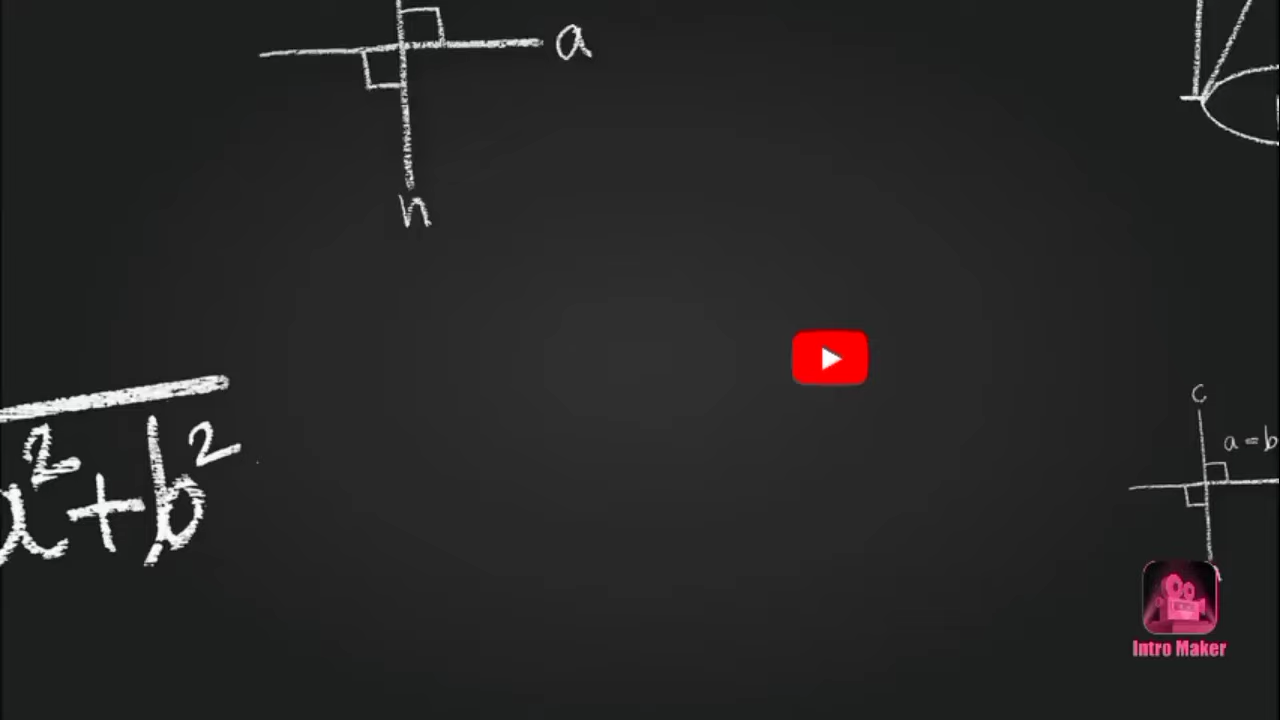 a
n
c
a = b
a²+b²
Intro Maker